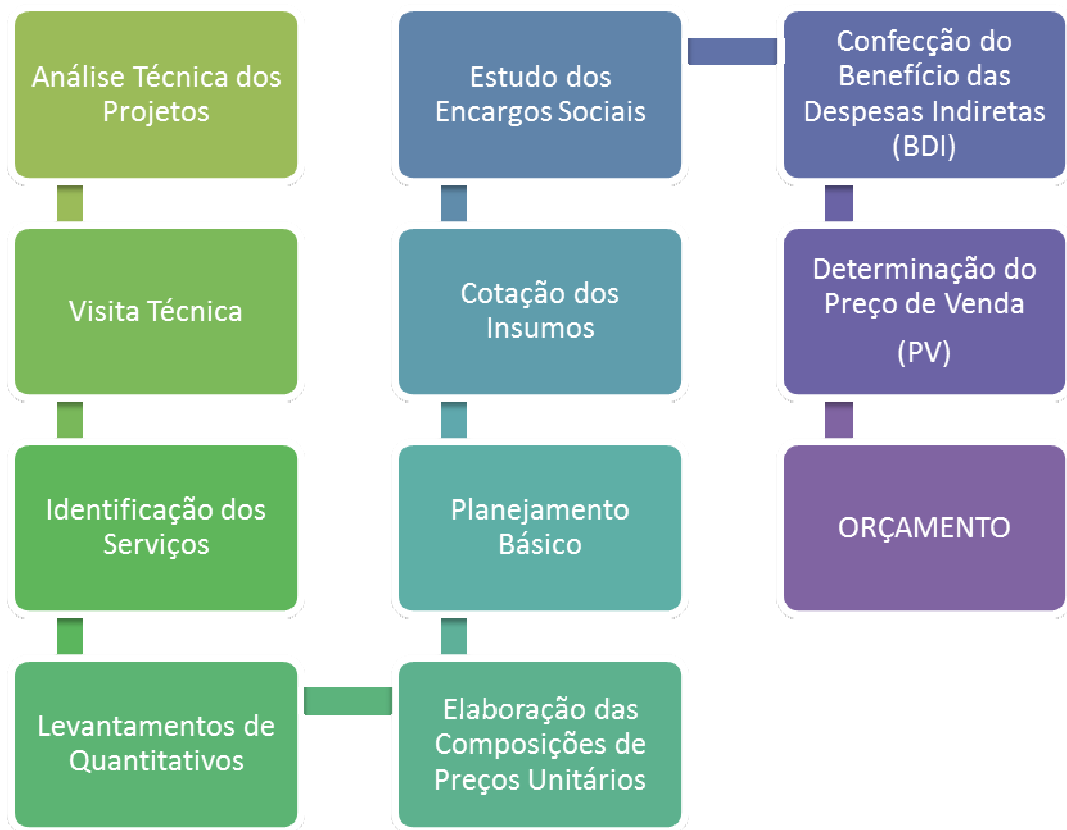 Análise Técnica dos
Projetos
Visita Técnica
Identificação dos
Serviços
Levantamentos de
Quantitativos
Elaboração das
Composições de
Preços Unitários
Planejamento
Básico
Cotação dos
Insumos
Estudo dos
Encargos Sociais
Confecção do
Benefício das
Despesas Indiretas
(BDI)
Determinação do
Preço de Venda
(PV)
ORÇAMENTO